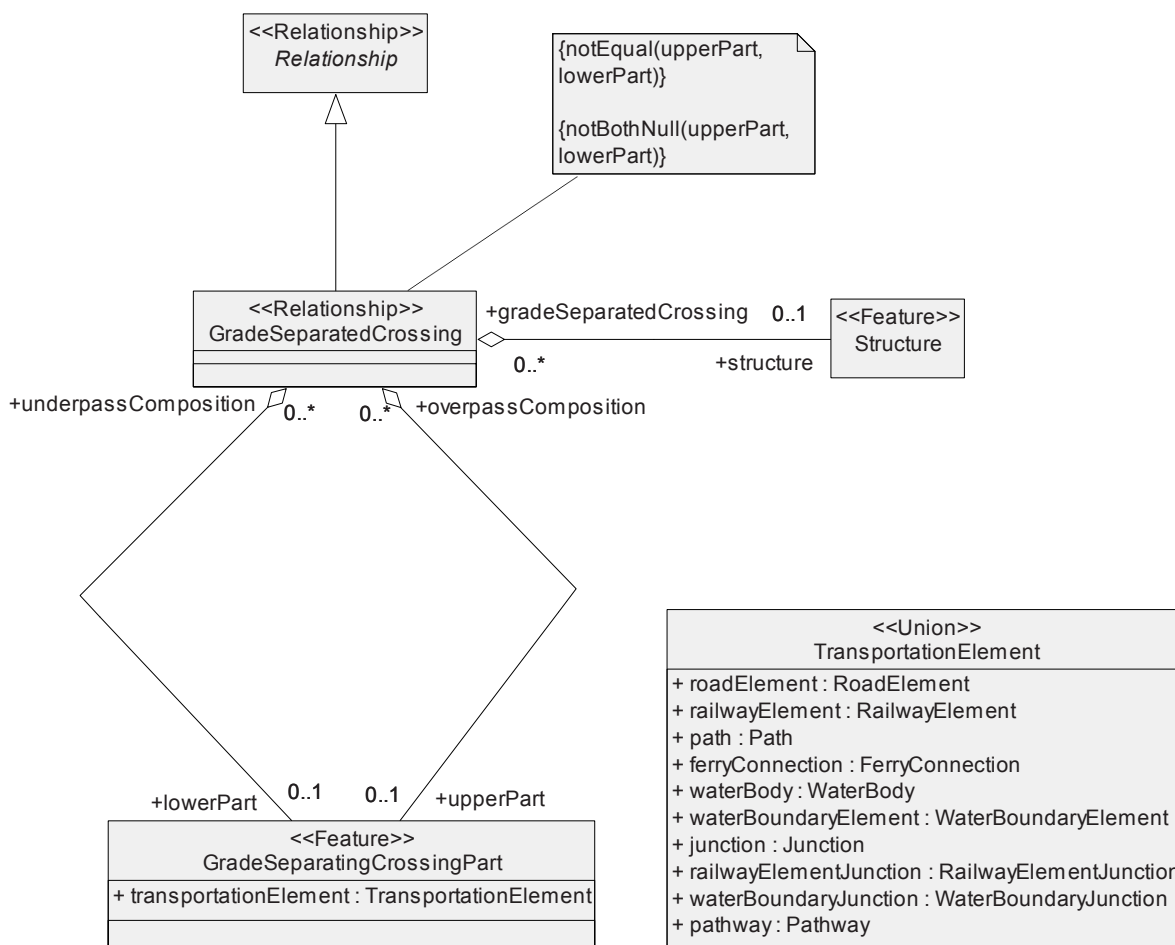 <<Relationship>>
Relationship
{notEqual(upperPart,
lowerPart)}
{notBothNull(upperPart,
lowerPart)}
<<Relationship>>
GradeSeparatedCrossing
+gradeSeparatedCrossing
0..1
0..*
+structure
<<Feature>>
Structure
+underpassComposition
0..*
0..*
+overpassComposition
+lowerPart
0..1
0..1
+upperPart
<<Feature>>
GradeSeparatingCrossingPart
+ transportationElement : TransportationElement
<<Union>>
TransportationElement
+ roadElement : RoadElement
+ railwayElement : RailwayElement
+ path : Path
+ ferryConnection : FerryConnection
+ waterBody : WaterBody
+ waterBoundaryElement : WaterBoundaryElement
+ junction : Junction
+ railwayElementJunction : RailwayElementJunction
+ waterBoundaryJunction : WaterBoundaryJunction
+ pathway : Pathway